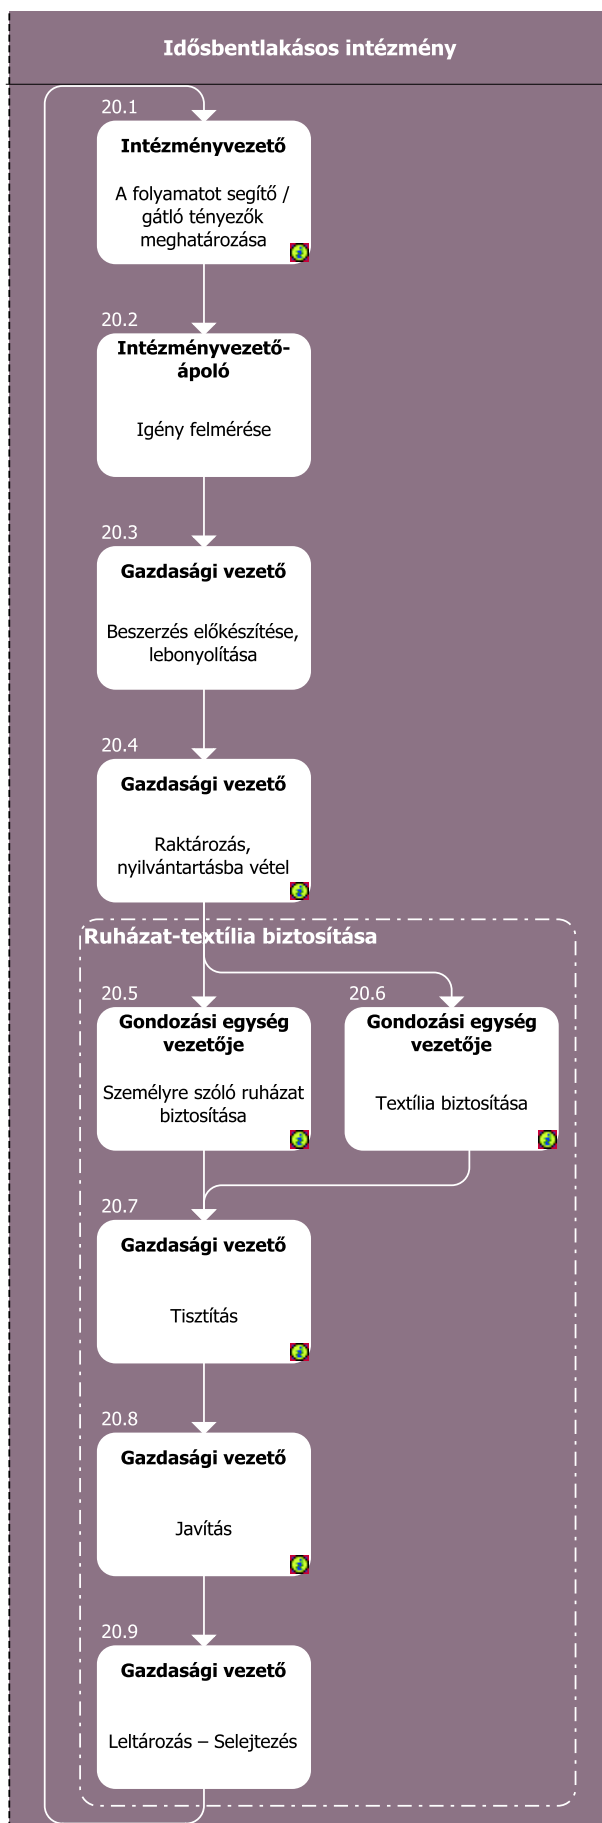 Idősbentlakásos intézmény
20.1
Intézményvezető
A folyamatot segítő /
gátló tényezők
meghatározása
20.2
Intézményvezető-
ápoló
Igény felmérése
20.3
Gazdasági vezető
Beszerzés előkészítése,
lebonyolítása
20.4
Gazdasági vezető
Raktározás,
nyilvántartásba vétel
Ruházat-textília biztosítása
20.5
Gondozási egység
vezetője
Személyre szóló ruházat
biztosítása
20.6
Gondozási egység
vezetője
Textília biztosítása
20.7
Gazdasági vezető
Tisztítás
20.8
Gazdasági vezető
Javítás
20.9
Gazdasági vezető
Leltározás – Selejtezés